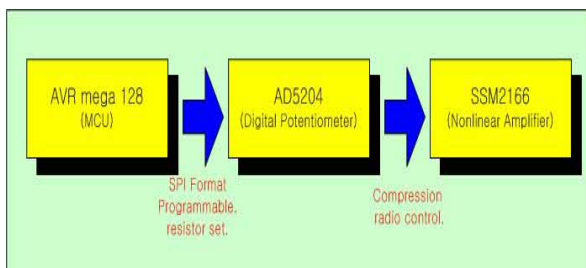 AVR mega 128
(MCU)
AD5204
(Digital Potentiometer)
SSM2166
(Nonlinear Amplifier)
SPI Format
Programmable.
resistor set.
Compression
radio control.